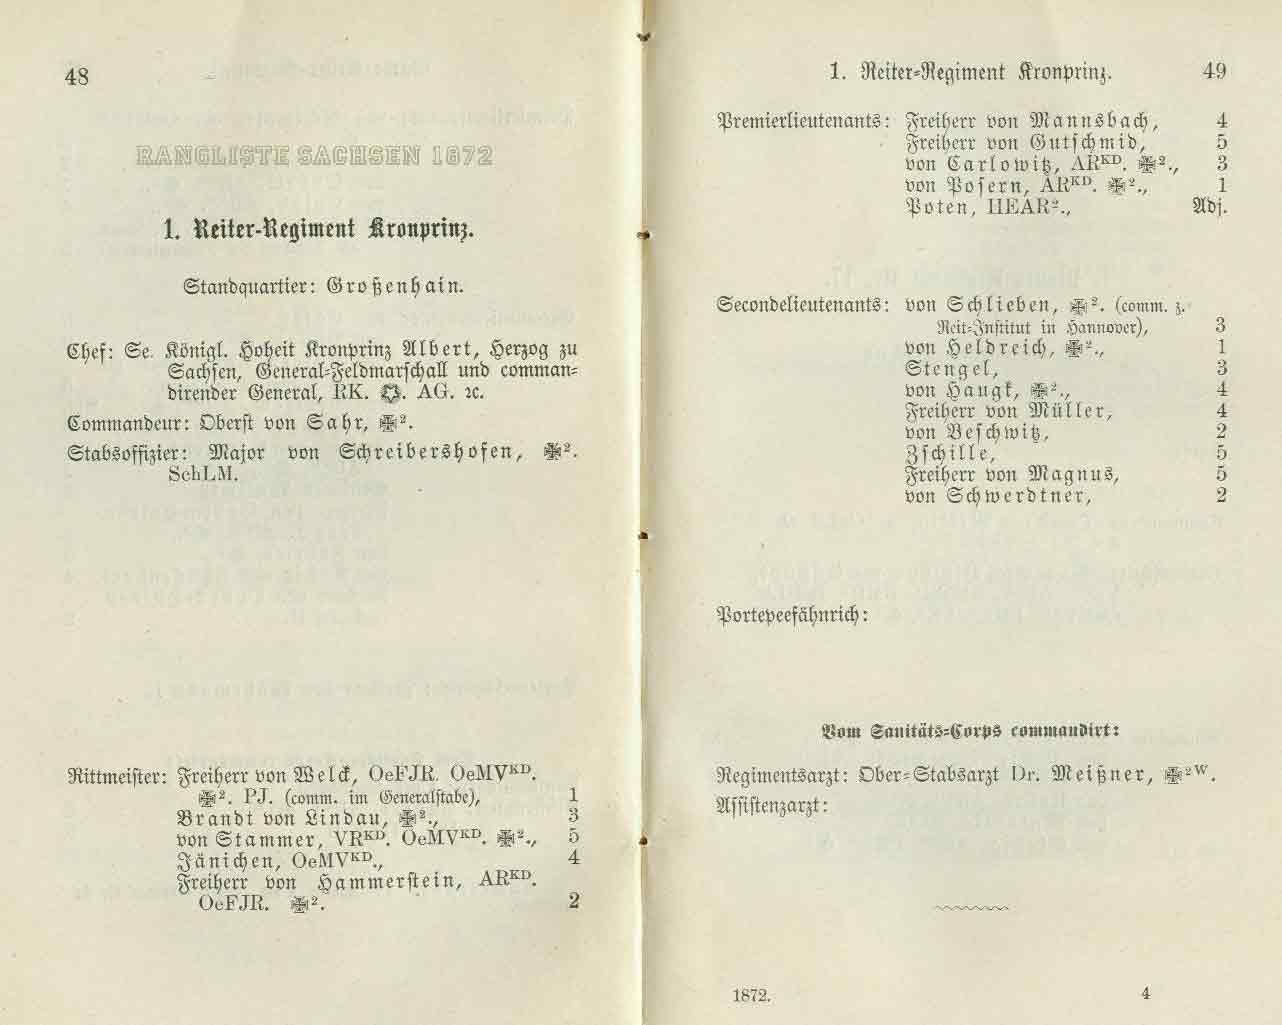 48
RANGLISTE SACHSEN 1872
1. Reiter-Regiment Kronprinz.
Standquartier: Großenhain.
Chef: Se. Königl. Hoheit Kronprinz Albert, Herzog zu
Sachsen, General-Feldmarschall und comman-
dirender General, RK. AG. ꝛc.
Commandeur: Oberst von Sahr, ✠².
Stabsoffizier: Major von Schreibershofen, ✠².
SchLM.
Rittmeister: Freiherr von Welck, OeFJR. OeMVᴷᴰ.
✠². PJ. (comm. im Generalstabe), 1
Brandt von Lindau, ✠²., 3
von Stammer, VRᴷᴰ. OeMVᴷᴰ. ✠²., 5
Jänichen, OeMVᴷᴰ., 4
Freiherr von Hammerstein, ARᴷᴰ.
OeFJR. ✠². 2
1. Reiter-Regiment Kronprinz. 49
Premierlieutenants: Freiherr von Mannsbach, 4
Freiherr von Gutschmid, 5
von Carlowitz, ARᴷᴰ. ✠²., 3
von Posern, ARᴷᴰ. ✠²., 1
Poten, HEAR²., Adj.
Secondelieutenants: von Schlieben, ✠². (comm. z.
Reit-Institut in Hannover), 3
von Heldreich, ✠²., 1
Stengel, 3
von Haugk, ✠²., 4
Freiherr von Müller, 4
von Beschwitz, 2
Zschille, 5
Freiherr von Magnus, 5
von Schwerdtner, 2
Portepeefähnrich:
Vom Sanitäts-Corps commandirt:
Regimentsarzt: Ober-Stabsarzt Dr. Meißner, ✠²ᵂ.
Assistenzarzt:
1872. 4